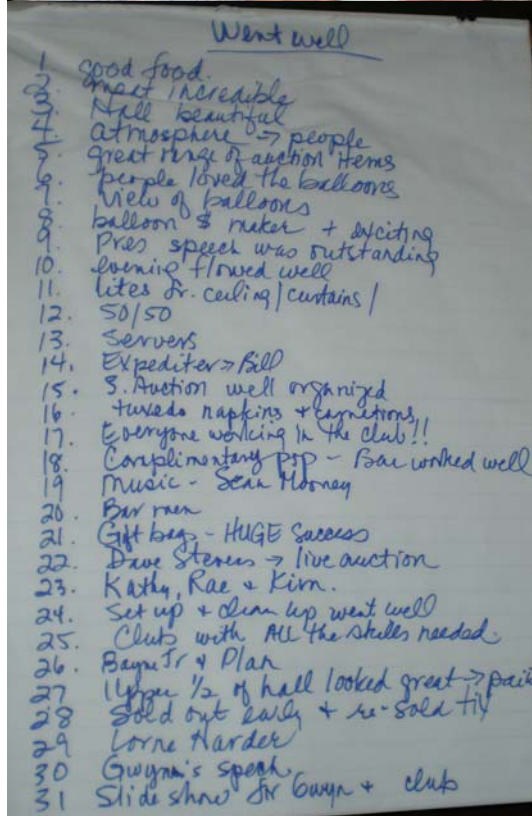 Went well
1 good food.
2. meat incredible
3. Hall beautiful
4. atmosphere → people
5. great range of auction items
6. people loved the balloons
7. View of balloons
8. balloon $ maker + exciting
9. Pres speech was outstanding
10. evening flowed well
11. lites fr. ceiling / curtains /
12. 50/50
13. Servers
14. Expediter → Bill
15. S. Auction well organized
16. tuxedo napkins + carnations
17. Everyone working in the club!!
18. Complimentary pop - Bar worked well
19 Music - Sean Mooney
20. Bar men
21. Gift bags - HUGE Success
22. Dave Stevens → live auction
23. Kathy, Rae + Kim.
24. Set up + clean up went well
25. Club with ALL the skills needed.
26. Bayne Jr + Plan
27 Upper 1/2 of hall looked great →
28 Sold out early + re-sold tix
29 Lorne Harder
30 Gwynn's speech
31 Slide show for Gwyn + club